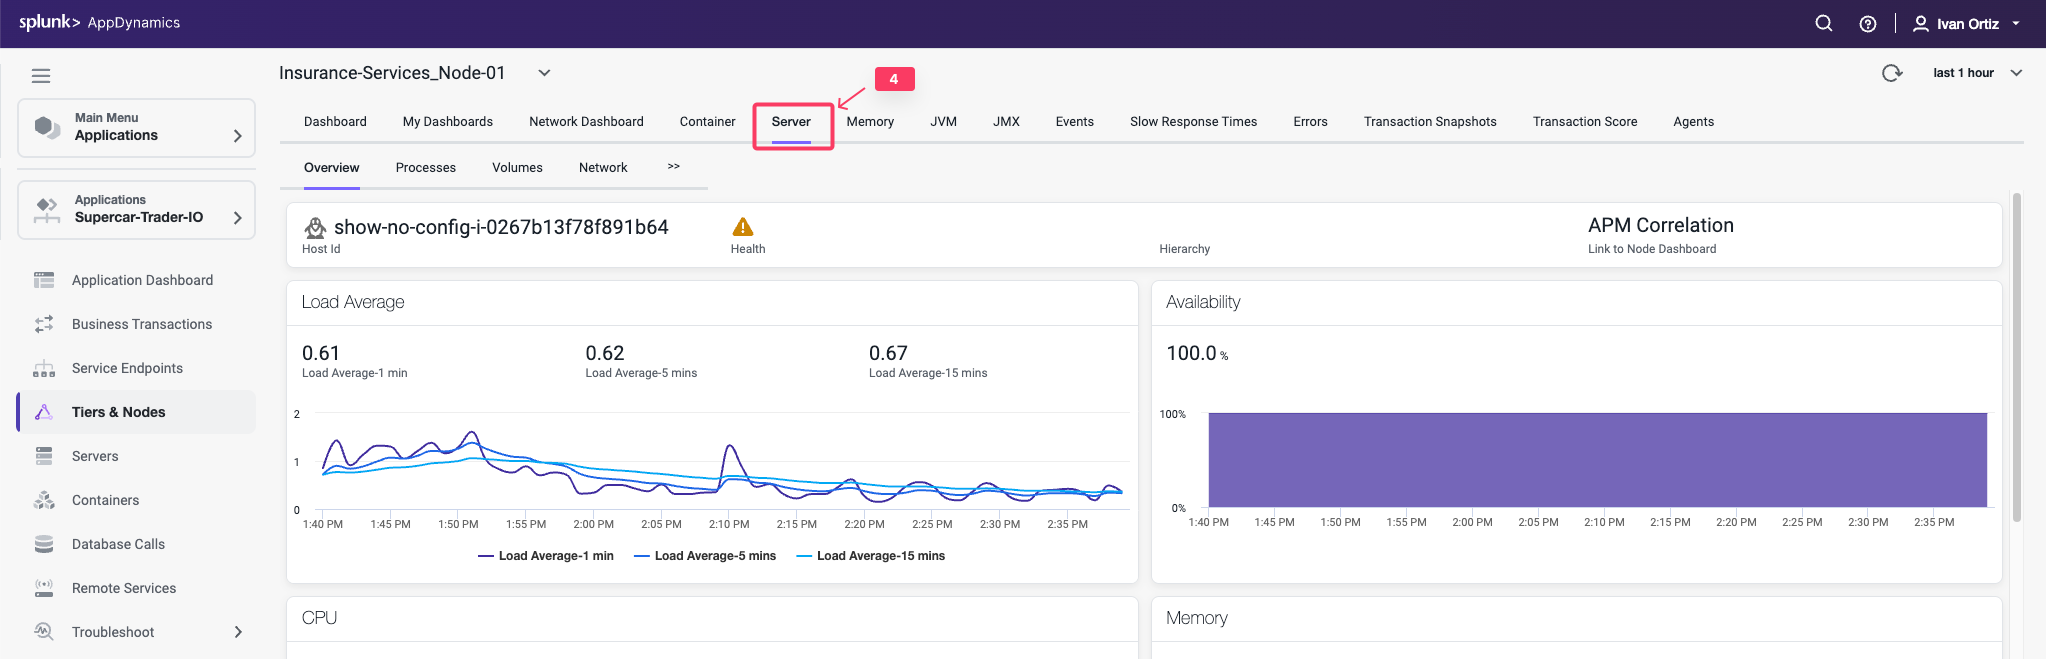 splunk> AppDynamics
Ivan Ortiz
Insurance-Services_Node-01
last 1 hour
4
Main Menu
Applications
Applications
Supercar-Trader-IO
Application Dashboard
Business Transactions
Service Endpoints
Tiers & Nodes
Servers
Containers
Database Calls
Remote Services
Troubleshoot
Dashboard My Dashboards Network Dashboard Container Server Memory JVM JMX Events Slow Response Times Errors Transaction Snapshots Transaction Score Agents
Overview Processes Volumes Network >>
show-no-config-i-0267b13f78f891b64
Host Id
Health
Hierarchy
APM Correlation
Link to Node Dashboard
Load Average
0.61
Load Average-1 min
0.62
Load Average-5 mins
0.67
Load Average-15 mins
2
1
0
1:40 PM 1:45 PM 1:50 PM 1:55 PM 2:00 PM 2:05 PM 2:10 PM 2:15 PM 2:20 PM 2:25 PM 2:30 PM 2:35 PM
Load Average-1 min Load Average-5 mins Load Average-15 mins
Availability
100.0 %
100%
0%
1:40 PM 1:45 PM 1:50 PM 1:55 PM 2:00 PM 2:05 PM 2:10 PM 2:15 PM 2:20 PM 2:25 PM 2:30 PM 2:35 PM
CPU
Memory